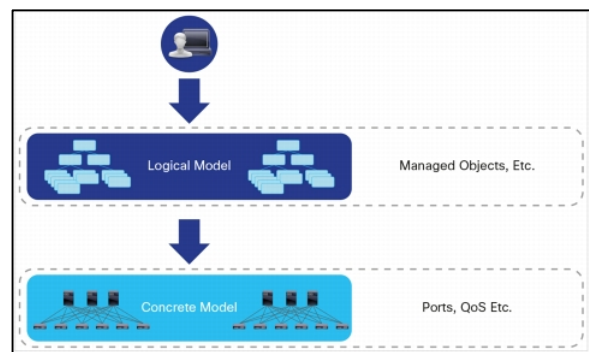 Logical Model
Managed Objects, Etc.
Concrete Model
Ports, QoS Etc.